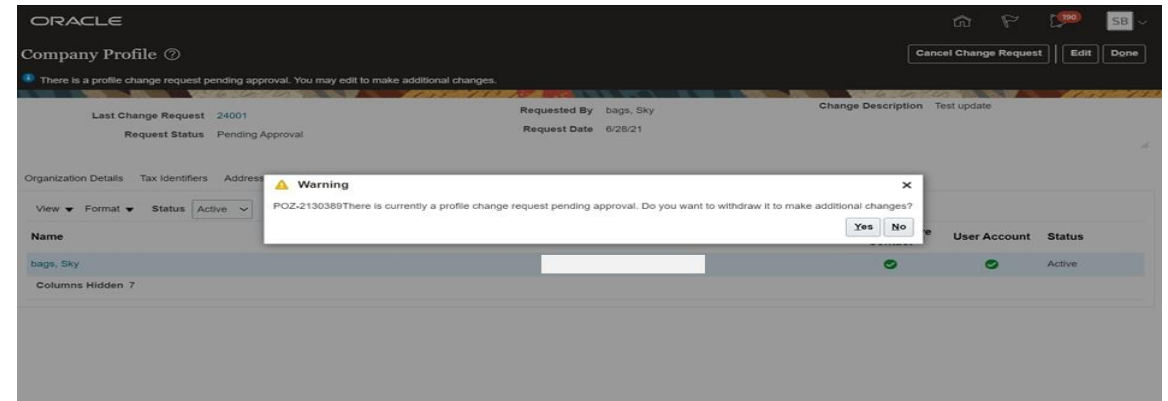 ORACLE
190
SB
Company Profile
Cancel Change Request
Edit
Done
There is a profile change request pending approval. You may edit to make additional changes.
Last Change Request 24001
Requested By bags, Sky
Change Description Test update
Request Status Pending Approval
Request Date 6/28/21
Organization Details Tax Identifiers Address
Warning
POZ-2130389There is currently a profile change request pending approval. Do you want to withdraw it to make additional changes?
Yes No
View Format Status Active
Name
User Account Status
bags, Sky
Active
Columns Hidden 7